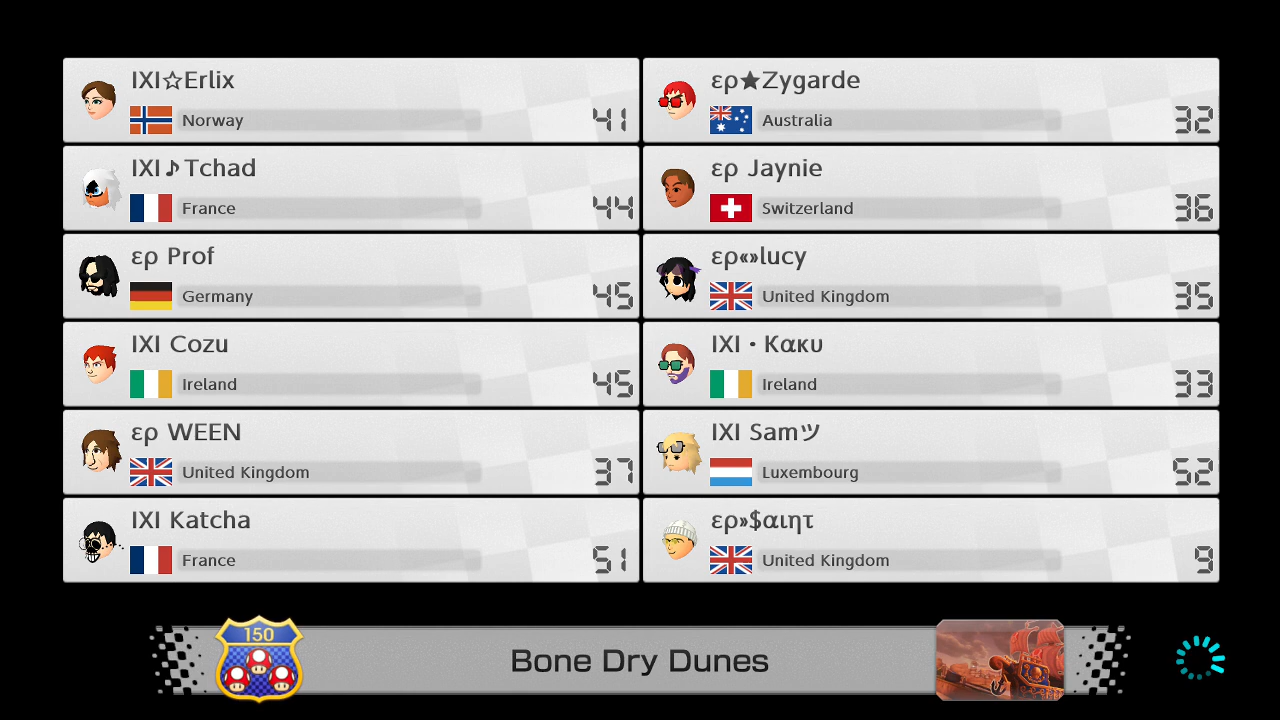 IXI☆Erlix
Norway 41
IXI♪Tchad
France 44
ερ Prof
Germany 45
IXI Cozu
Ireland 45
ερ WEEN
United Kingdom 37
IXI Katcha
France 51
ερ★Zygarde
Australia 32
ερ Jaynie
Switzerland 36
ερ«»lucy
United Kingdom 35
IXI・Kακυ
Ireland 33
IXI Samツ
Luxembourg 52
ερ»$αιητ
United Kingdom 9
150
Bone Dry Dunes